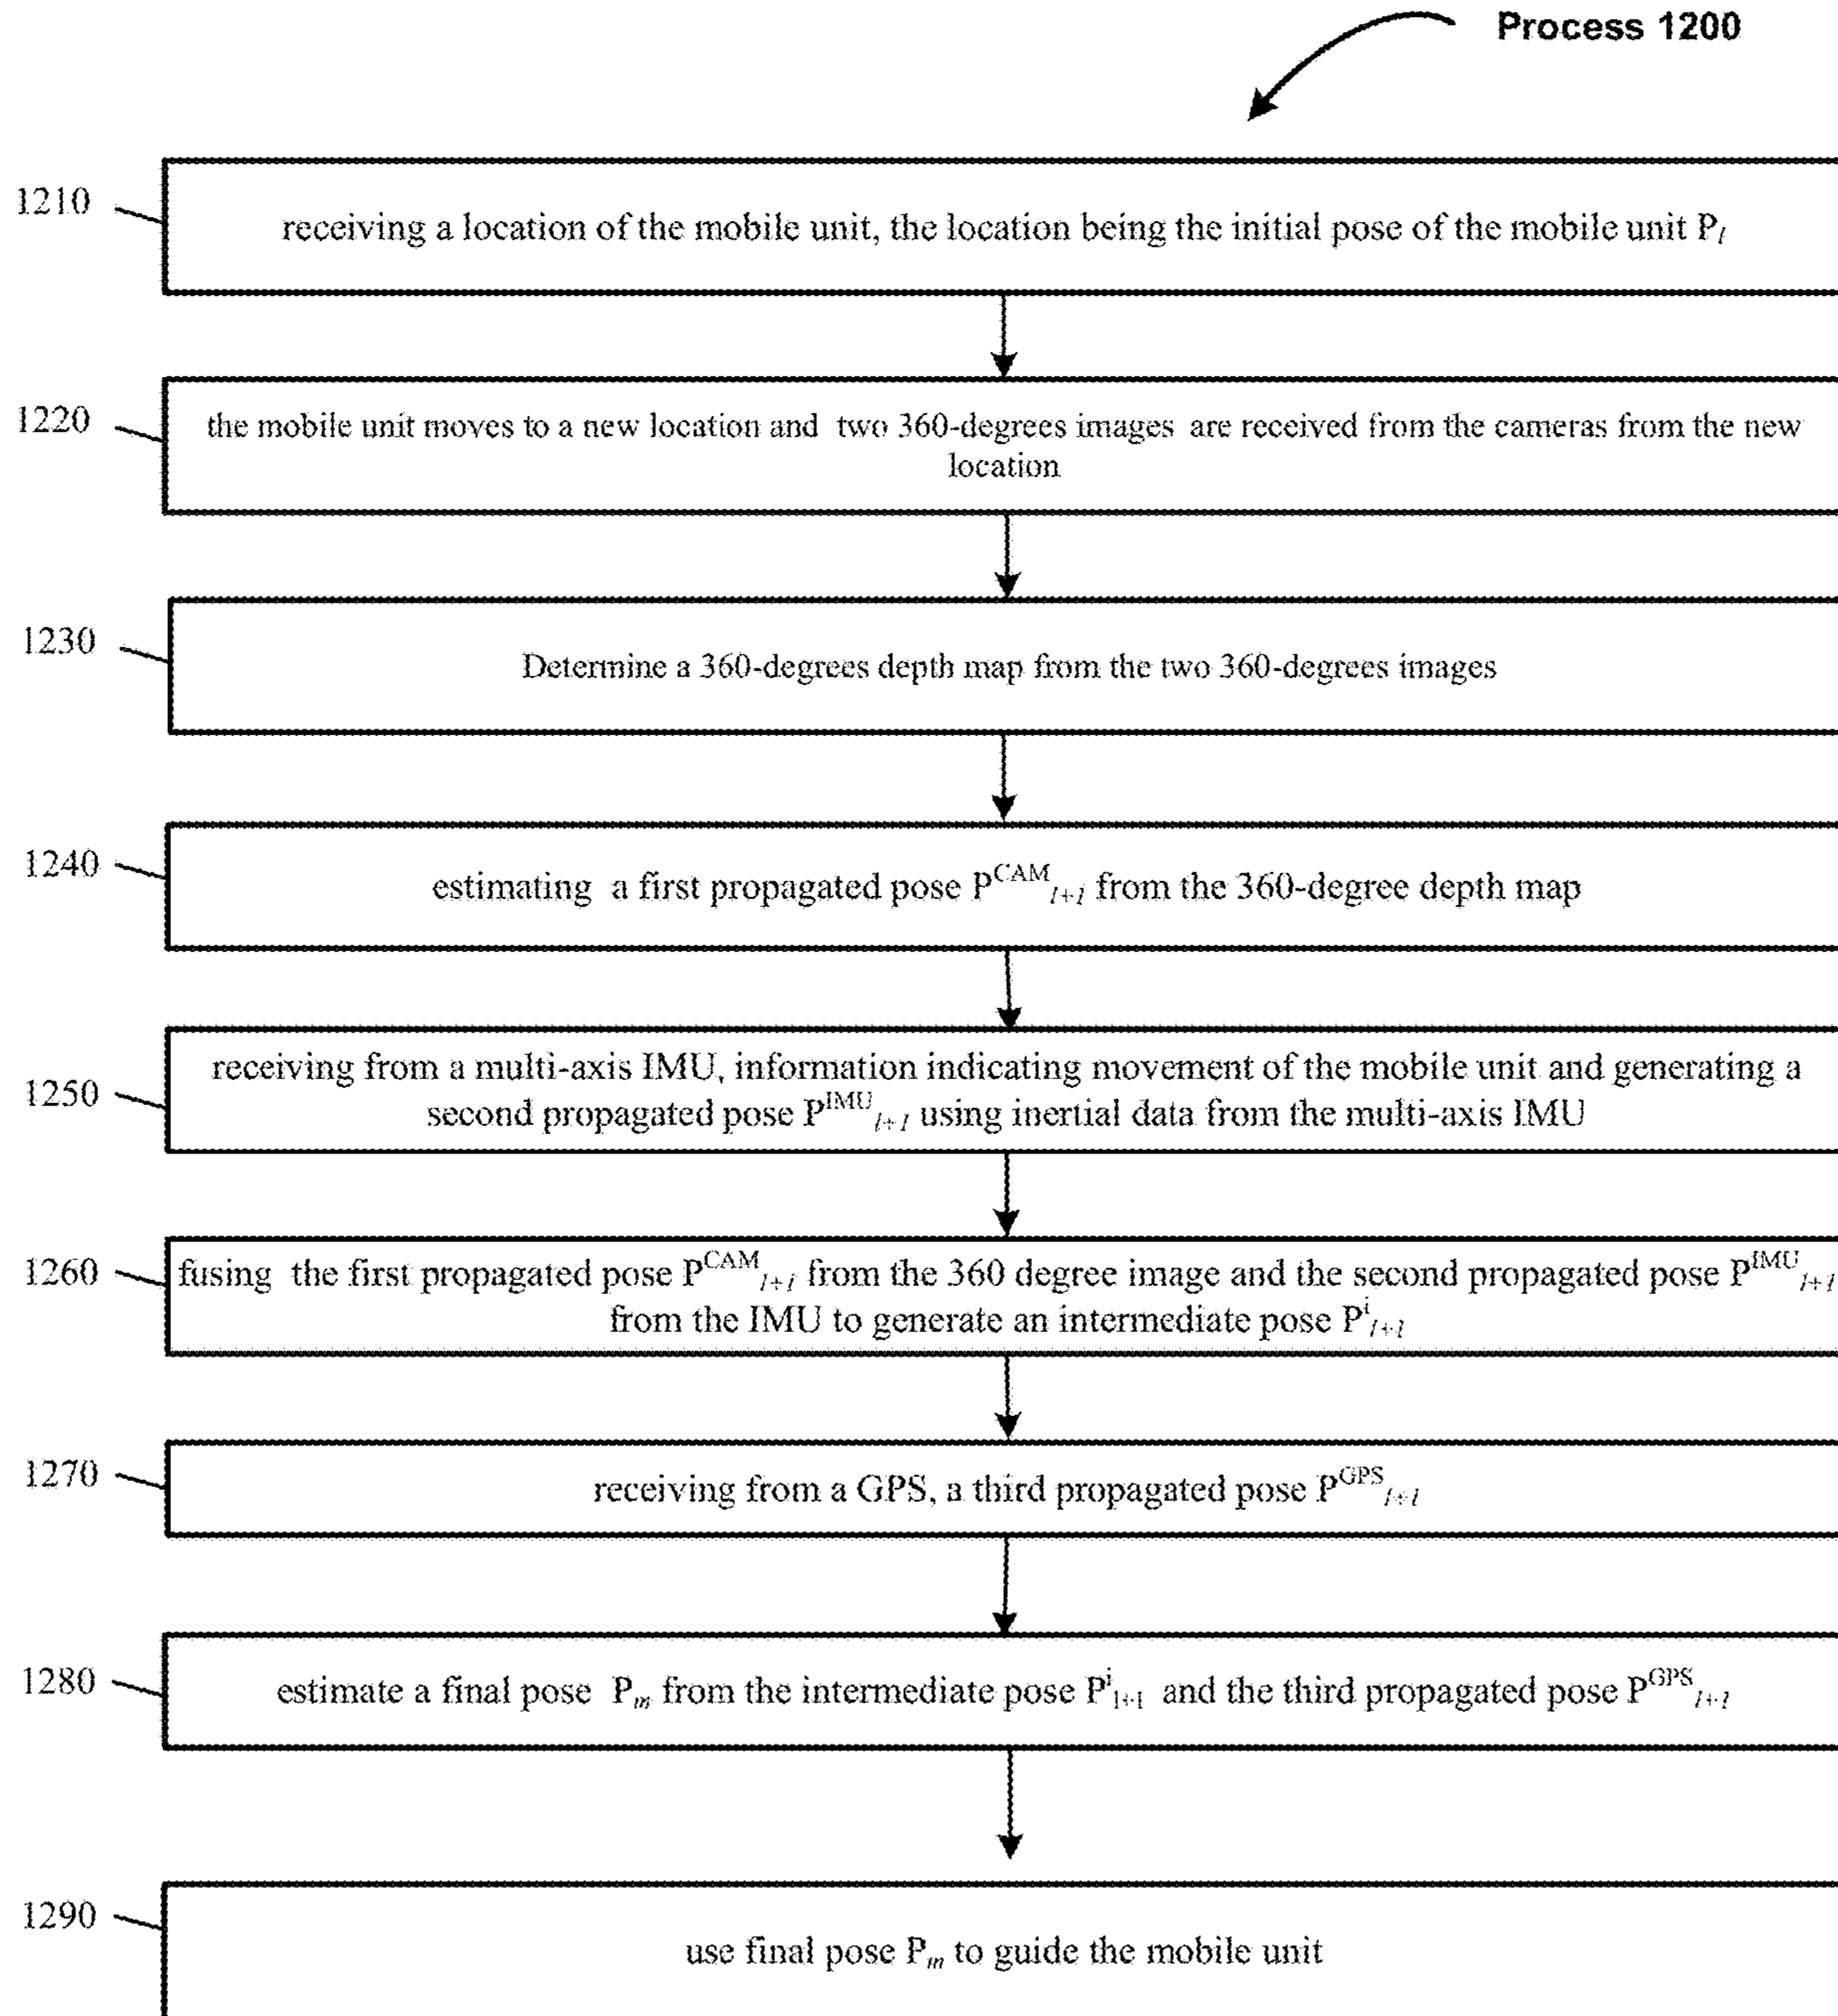 Process 1200
1210
receiving a location of the mobile unit, the location being the initial pose of the mobile unit P_l
1220
the mobile unit moves to a new location and two 360-degrees images are received from the cameras from the new
location
1230
Determine a 360-degrees depth map from the two 360-degrees images
1240
estimating a first propagated pose P^CAM_l+1 from the 360-degree depth map
1250
receiving from a multi-axis IMU, information indicating movement of the mobile unit and generating a
second propagated pose P^IMU_l+1 using inertial data from the multi-axis IMU
1260
fusing the first propagated pose P^CAM_l+1 from the 360 degree image and the second propagated pose P^IMU_l+1
from the IMU to generate an intermediate pose P^i_l+1
1270
receiving from a GPS, a third propagated pose P^GPS_l+1
1280
estimate a final pose P_m from the intermediate pose P^i_l+1 and the third propagated pose P^GPS_l+1
1290
use final pose P_m to guide the mobile unit